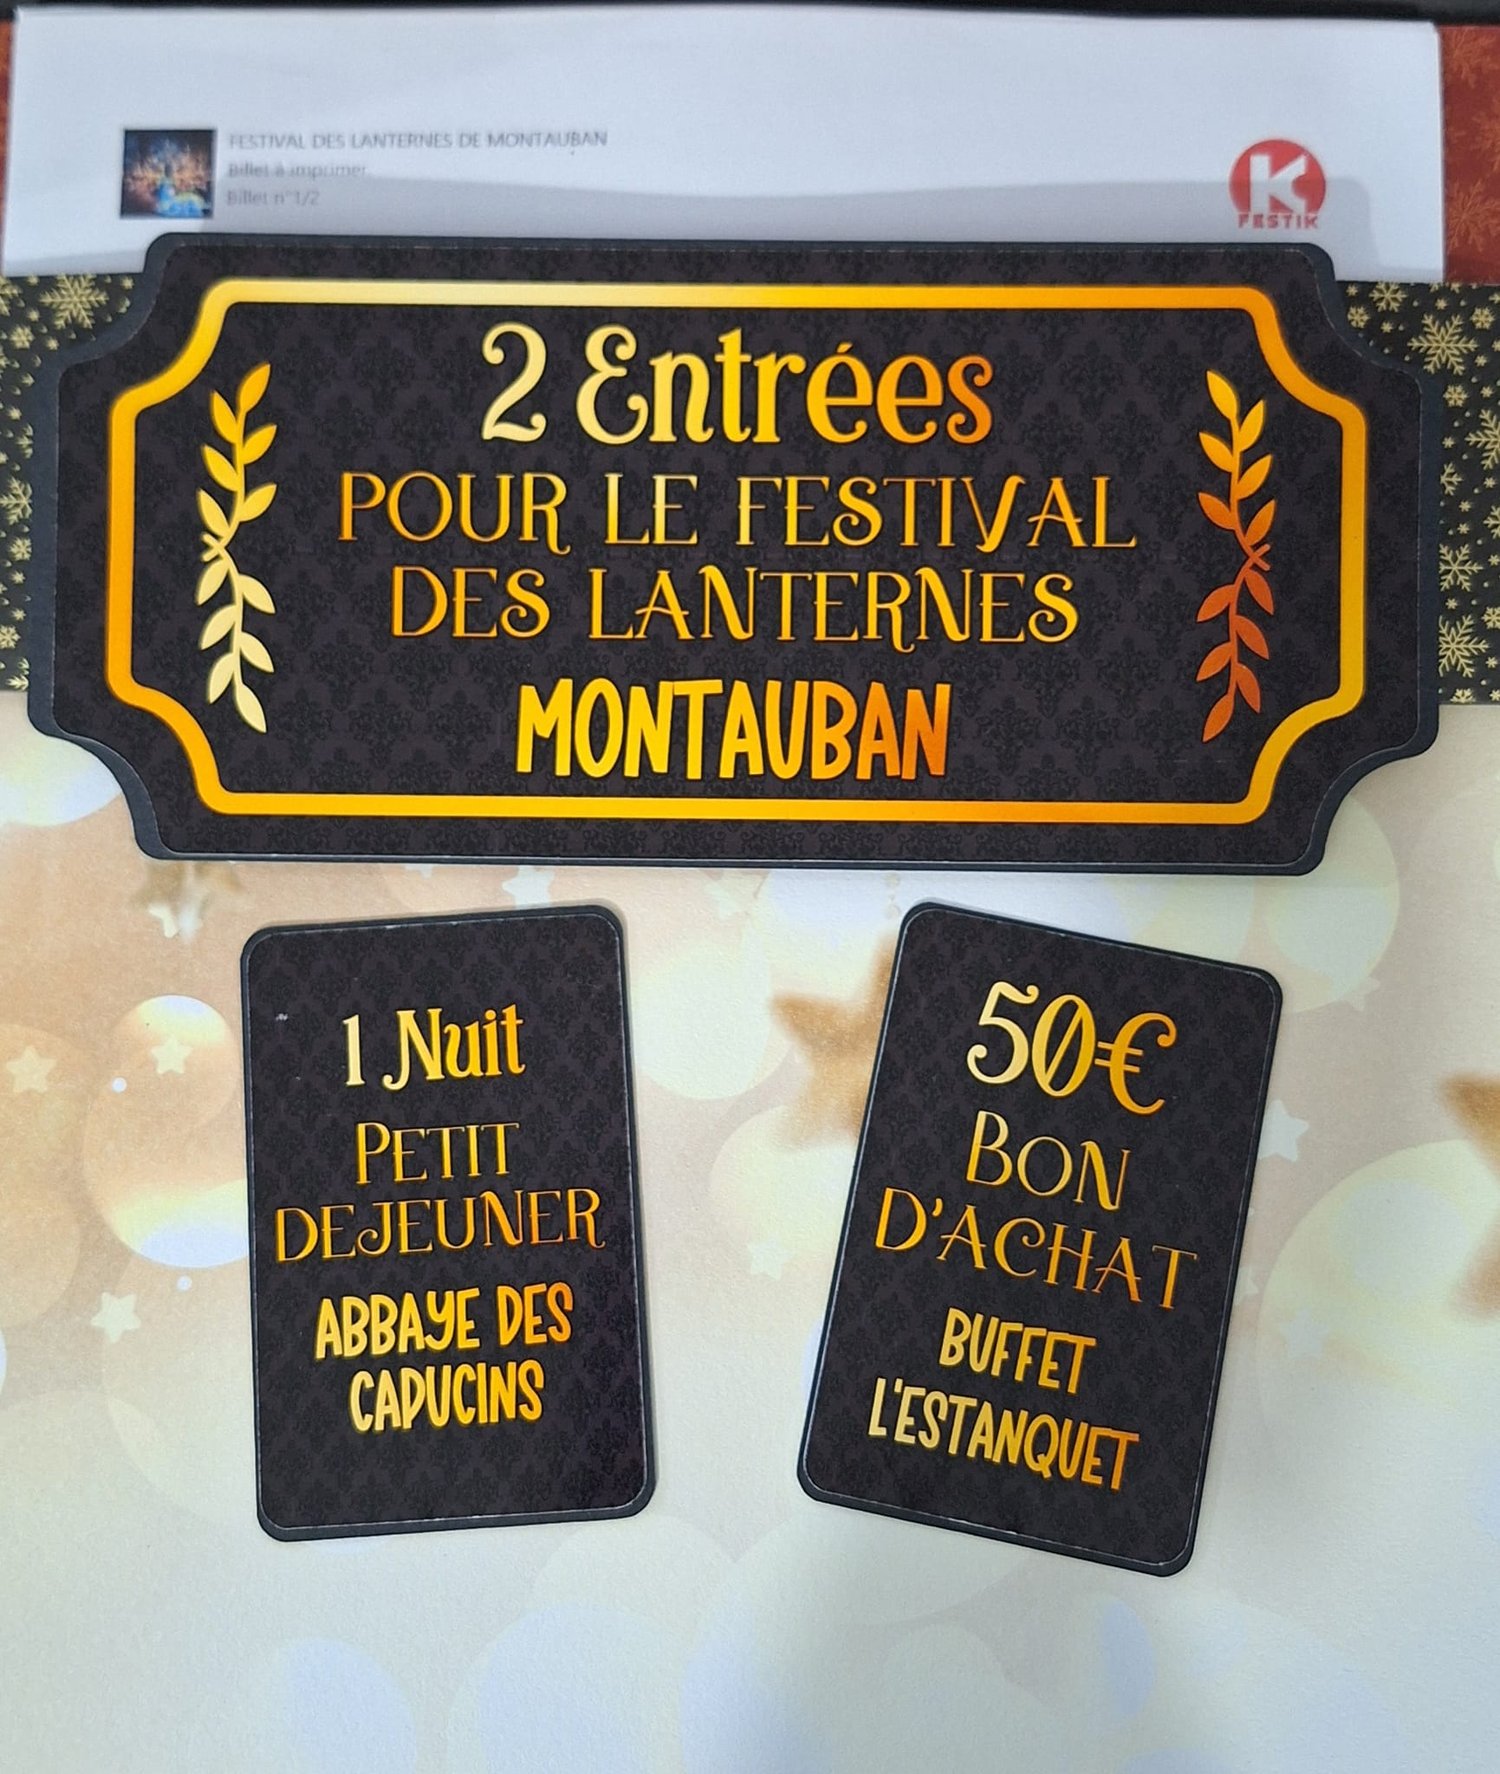 FESTIVAL DES LANTERNES DE MONTAUBAN
Billet à imprimer
Billet n°1/2
K
FESTIK
2 Entrées
POUR LE FESTIVAL
DES LANTERNES
MONTAUBAN
1 Nuit
PETIT
DEJEUNER
ABBAYE DES
CAPUCINS
50€
BON
D'ACHAT
BUFFET
L'ESTANQUET